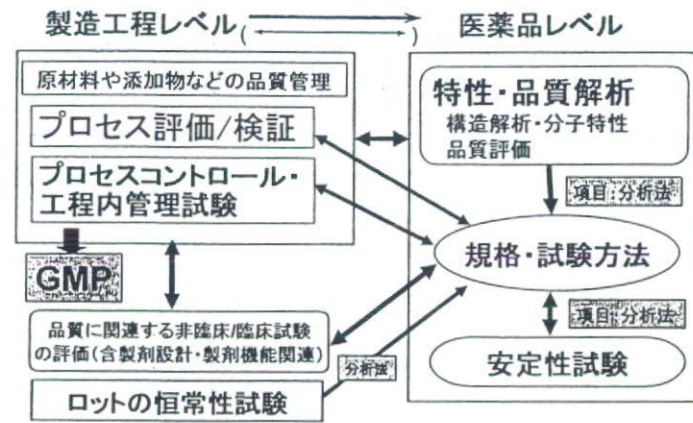 製造工程レベル
医薬品レベル
原材料や添加物などの品質管理
プロセス評価/検証
プロセスコントロール・
工程内管理試験
GMP
品質に関連する非臨床/臨床試験
の評価(含製剤設計・製剤機能関連)
ロットの恒常性試験
分析法
特性・品質解析
構造解析・分子特性
品質評価
項目:分析法
規格・試験方法
項目:分析法
安定性試験